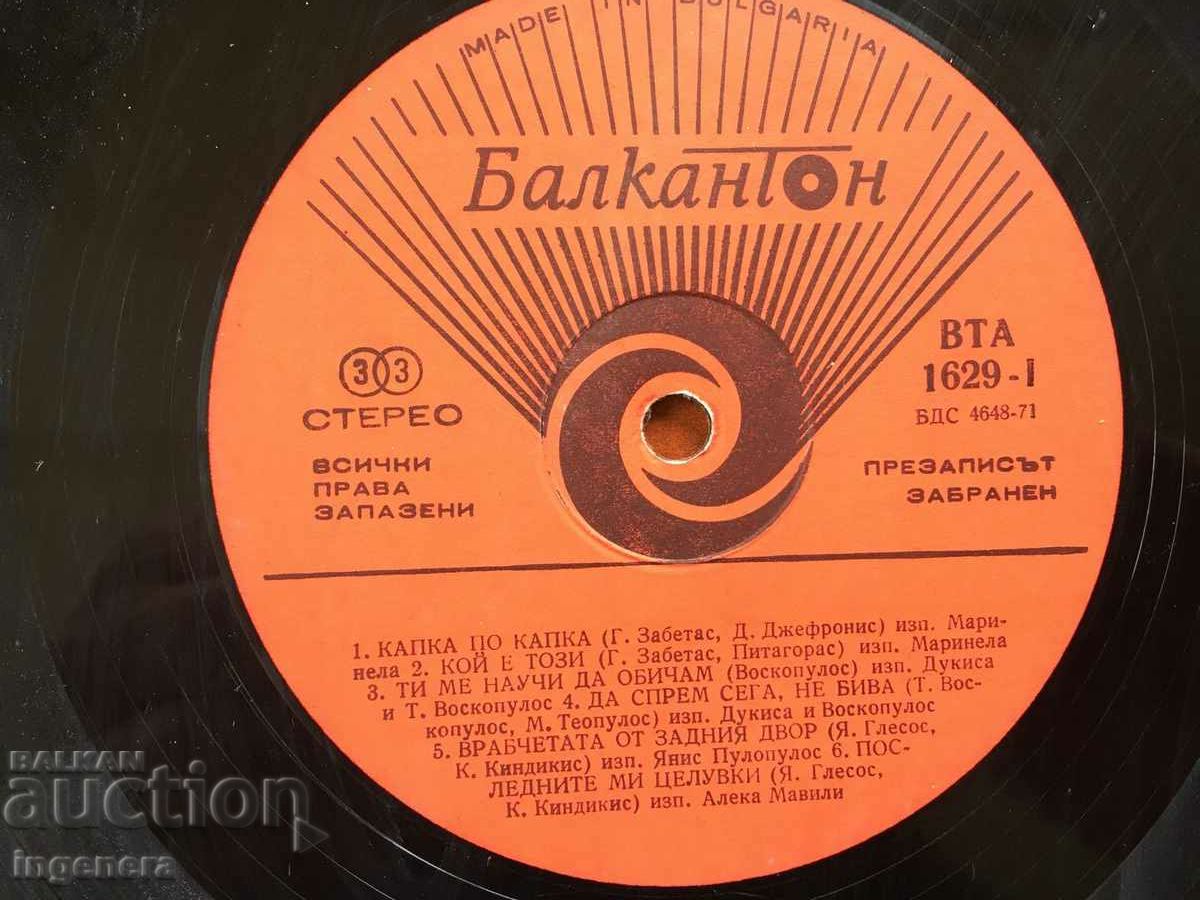 MADE IN BULGARIA
Балкантон
33
СТЕРЕО
ВСИЧКИ
ПРАВА
ЗАПАЗЕНИ
ВТА
1629-I
БДС 4648-71
ПРЕЗАПИСЪТ
ЗАБРАНЕН
1. КАПКА ПО КАПКА (Г. Забетас, Д. Джефронис) изп. Мари-
нела 2. КОЙ Е ТОЗИ (Г. Забетас, Питагорас) изп. Маринела
3. ТИ МЕ НАУЧИ ДА ОБИЧАМ (Воскопулос) изп. Дукиса
и Т. Воскопулос 4. ДА СПРЕМ СЕГА, НЕ БИВА (Т. Вос-
копулос, М. Теопулос) изп. Дукиса и Воскопулос
5. ВРАБЧЕТАТА ОТ ЗАДНИЯ ДВОР (Я. Глесос,
К. Киндикис) изп. Янис Пулопулос 6. ПОС-
ЛЕДНИТЕ МИ ЦЕЛУВКИ (Я. Глесос,
К. Киндикис) изп. Алека Мавили
BALKAN
auction
ingenera